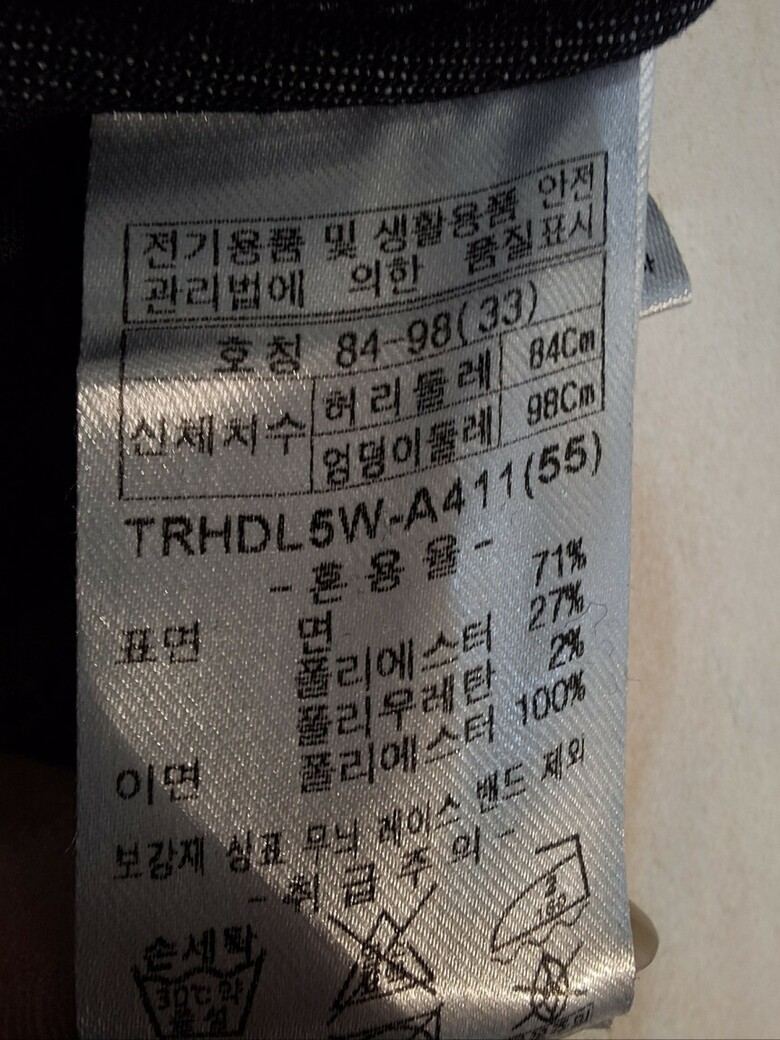 전기용품 및 생활용품 안전
관리법에 의한 품질표시
호칭 84-98(33)
신체치수 허리둘레 84Cm
엉덩이둘레 98Cm
TRHDL5W-A411(55)
-혼용율-
표면 면 71%
폴리에스터 27%
폴리우레탄 2%
이면 폴리에스터 100%
보강재 심표 무늬 레이스 밴드 제외
-취급주의-
손세탁
30℃약
160